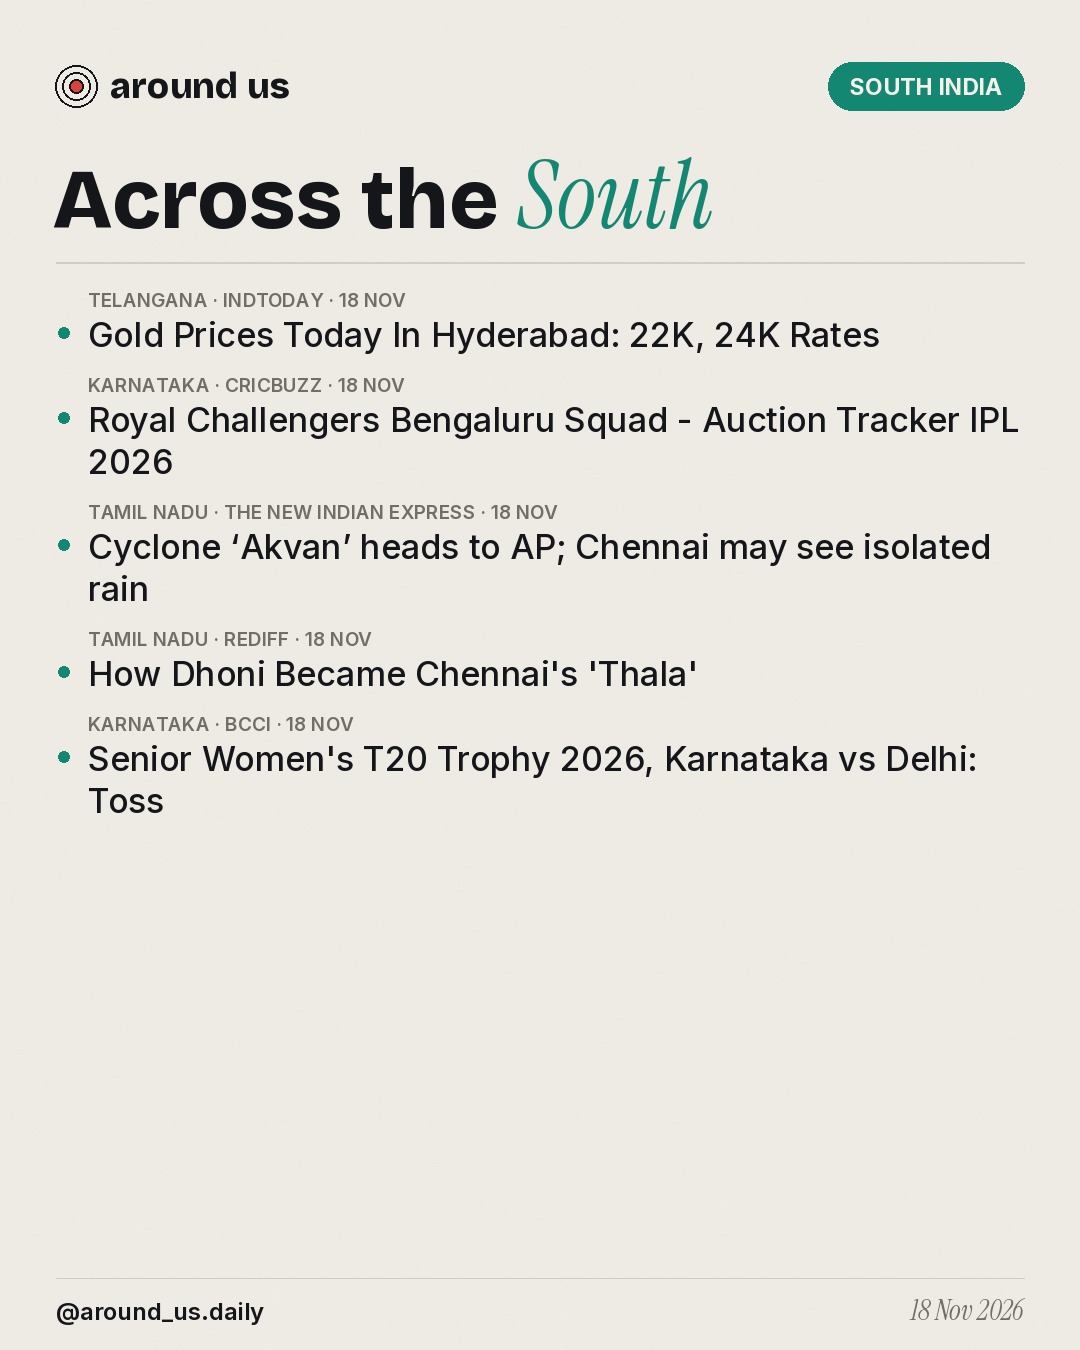 around us
SOUTH INDIA
Across the South
TELANGANA · INDTODAY · 18 NOV
Gold Prices Today In Hyderabad: 22K, 24K Rates
KARNATAKA · CRICBUZZ · 18 NOV
Royal Challengers Bengaluru Squad - Auction Tracker IPL
2026
TAMIL NADU · THE NEW INDIAN EXPRESS · 18 NOV
Cyclone ‘Akvan’ heads to AP; Chennai may see isolated
rain
TAMIL NADU · REDIFF · 18 NOV
How Dhoni Became Chennai's 'Thala'
KARNATAKA · BCCI · 18 NOV
Senior Women's T20 Trophy 2026, Karnataka vs Delhi:
Toss
@around_us.daily
18 Nov 2026